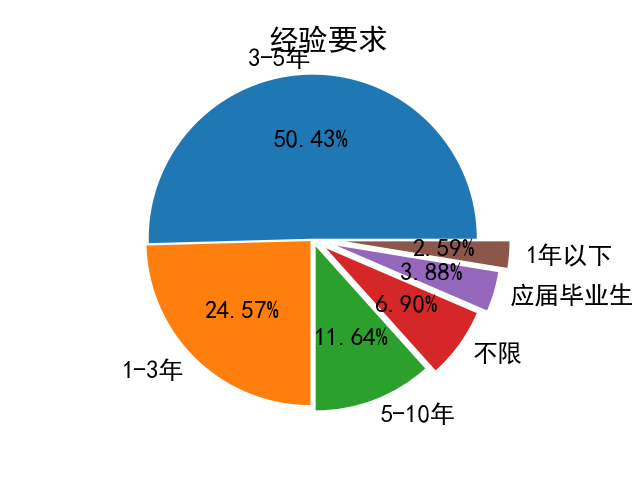 经验要求
3-5年
50.43%
2.59%
1年以下
3.88%
应届毕业生
6.90%
24.57%
11.64%
不限
1-3年
5-10年